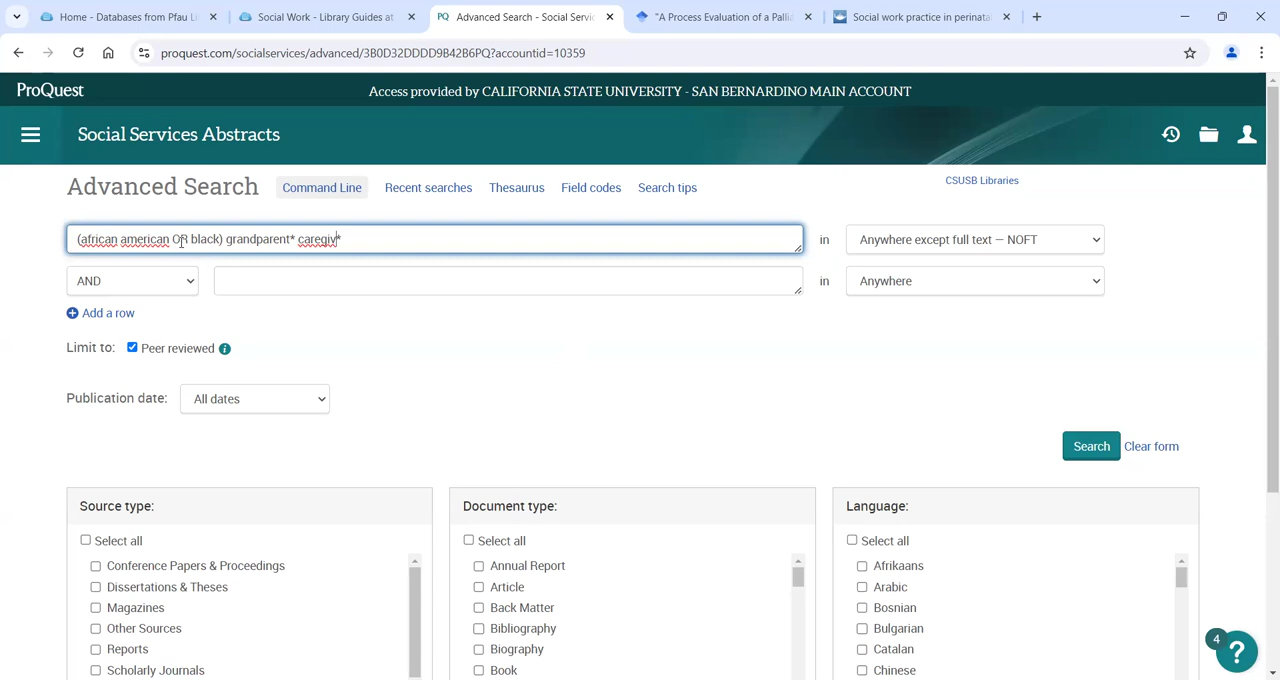 Home - Databases from Pfau Li
Social Work - Library Guides at
PQ Advanced Search - Social Servic
"A Process Evaluation of a Pallia
Social work practice in perinata
proquest.com/socialservices/advanced/3B0D32DDDD9B42B6PQ?accountid=10359
ProQuest
Access provided by CALIFORNIA STATE UNIVERSITY - SAN BERNARDINO MAIN ACCOUNT
Social Services Abstracts
Advanced Search Command Line Recent searches Thesaurus Field codes Search tips
CSUSB Libraries
(african american OR black) grandparent* caregiv*
in
Anywhere except full text — NOFT
AND
in
Anywhere
Add a row
Limit to: Peer reviewed
Publication date: All dates
Search Clear form
Source type:
Select all
Conference Papers & Proceedings
Dissertations & Theses
Magazines
Other Sources
Reports
Scholarly Journals
Document type:
Select all
Annual Report
Article
Back Matter
Bibliography
Biography
Book
Language:
Select all
Afrikaans
Arabic
Bosnian
Bulgarian
Catalan
Chinese
4
?